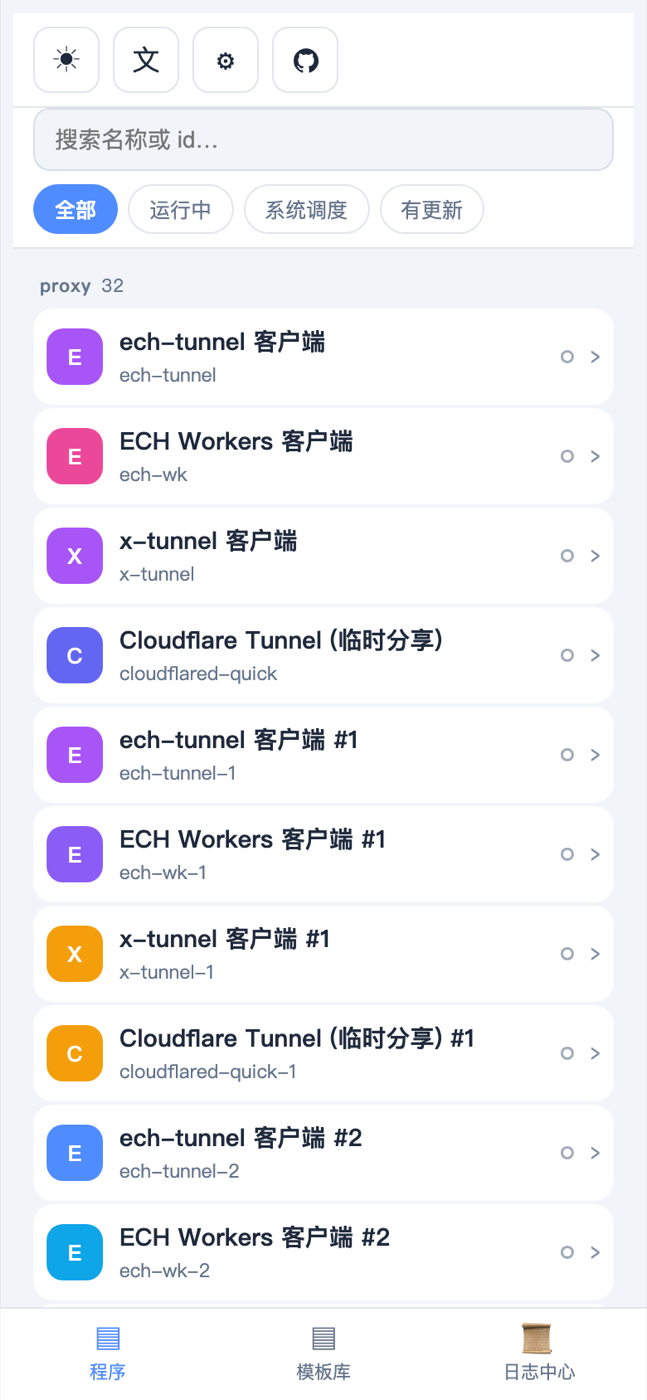 文
搜索名称或 id...
全部 运行中 系统调度 有更新
proxy 32
E
ech-tunnel 客户端
ech-tunnel
E
ECH Workers 客户端
ech-wk
X
x-tunnel 客户端
x-tunnel
C
Cloudflare Tunnel (临时分享)
cloudflared-quick
E
ech-tunnel 客户端 #1
ech-tunnel-1
E
ECH Workers 客户端 #1
ech-wk-1
X
x-tunnel 客户端 #1
x-tunnel-1
C
Cloudflare Tunnel (临时分享) #1
cloudflared-quick-1
E
ech-tunnel 客户端 #2
ech-tunnel-2
E
ECH Workers 客户端 #2
ech-wk-2
程序 模板库 日志中心